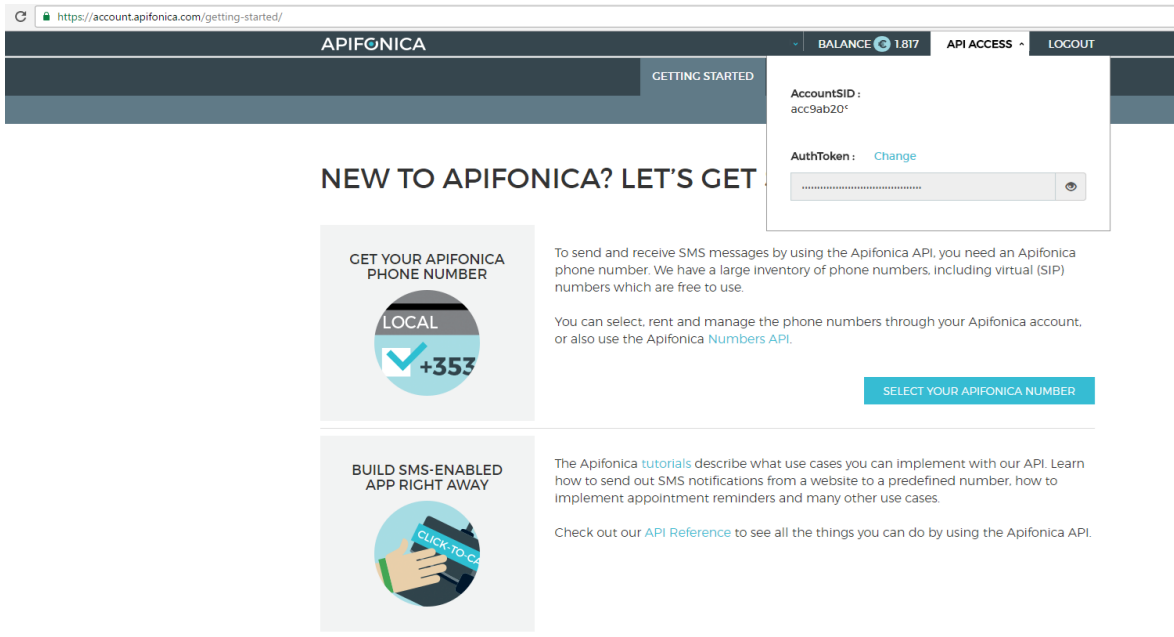 https://account.apifonica.com/getting-started/
APIFONICA
BALANCE € 1.817
API ACCESS
LOGOUT
GETTING STARTED
AccountSID :
AuthToken : Change
NEW TO APIFONICA? LET'S GET
GET YOUR APIFONICA
PHONE NUMBER
LOCAL
+353
To send and receive SMS messages by using the Apifonica API, you need an Apifonica
phone number. We have a large inventory of phone numbers, including virtual (SIP)
numbers which are free to use.
You can select, rent and manage the phone numbers through your Apifonica account,
or also use the Apifonica Numbers API.
SELECT YOUR APIFONICA NUMBER
BUILD SMS-ENABLED
APP RIGHT AWAY
CLICK-TO-CA
The Apifonica tutorials describe what use cases you can implement with our API. Learn
how to send out SMS notifications from a website to a predefined number, how to
implement appointment reminders and many other use cases.
Check out our API Reference to see all the things you can do by using the Apifonica API.